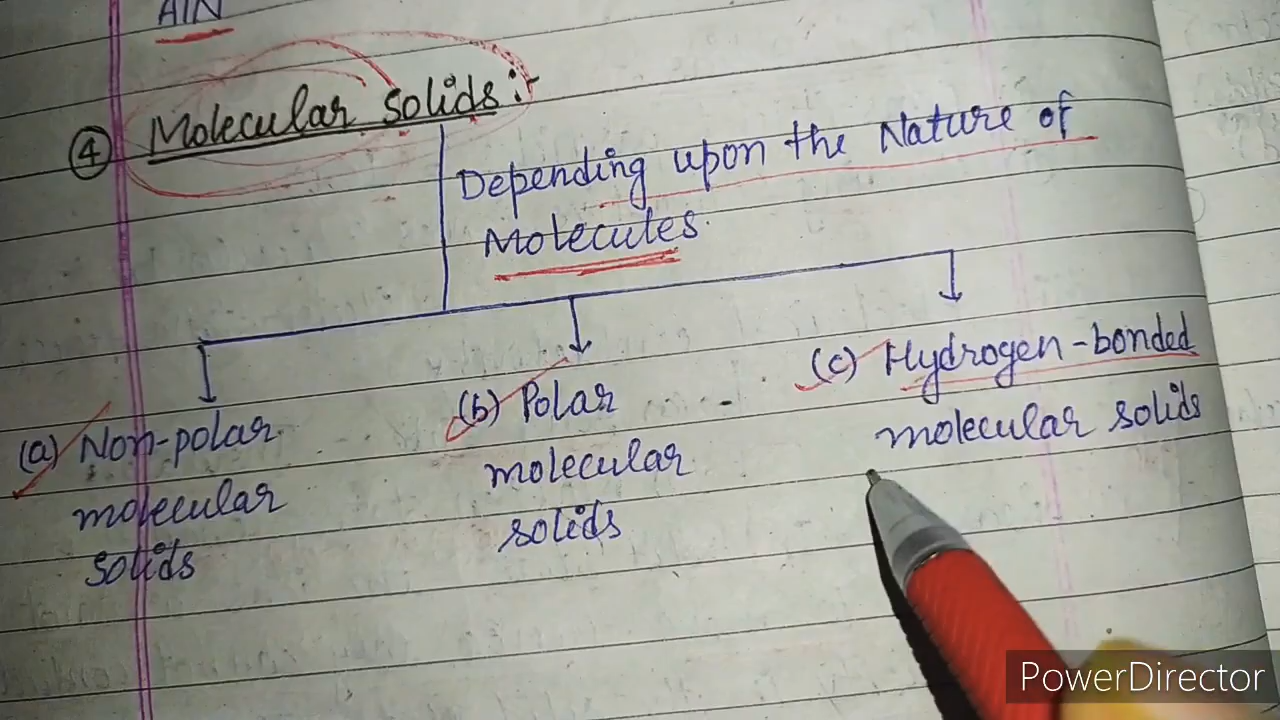 AlN
④ Molecular solids :-
Depending upon the Nature of
Molecules.
(a) Non-polar
molecular
solids
(b) Polar
molecular
solids
(c) Hydrogen-bonded
molecular solids
PowerDirector